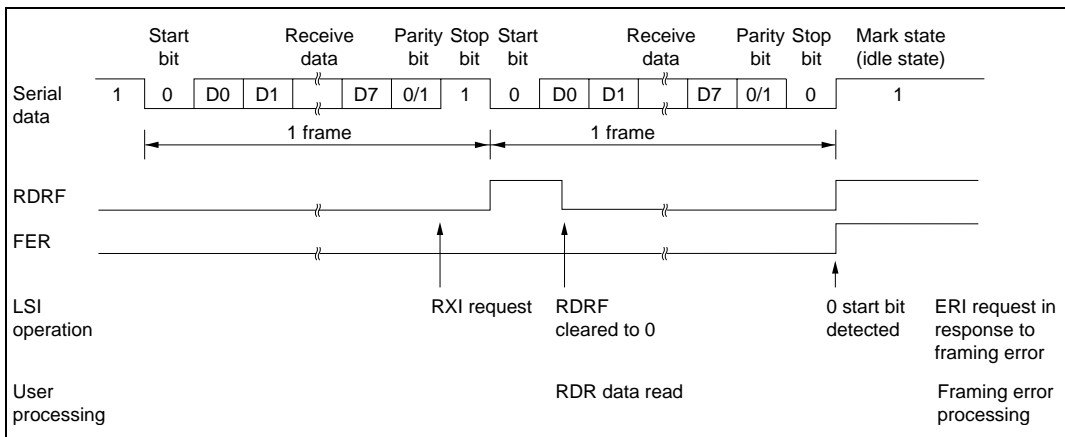 Start bit
Receive data
Parity bit
Stop bit
Start bit
Receive data
Parity bit
Stop bit
Mark state (idle state)
Serial data
1 0 D0 D1 D7 0/1 1 0 D0 D1 D7 0/1 0 1
1 frame 1 frame
RDRF
FER
LSI operation
RXI request
RDRF cleared to 0
0 start bit detected
ERI request in response to framing error
User processing
RDR data read
Framing error processing